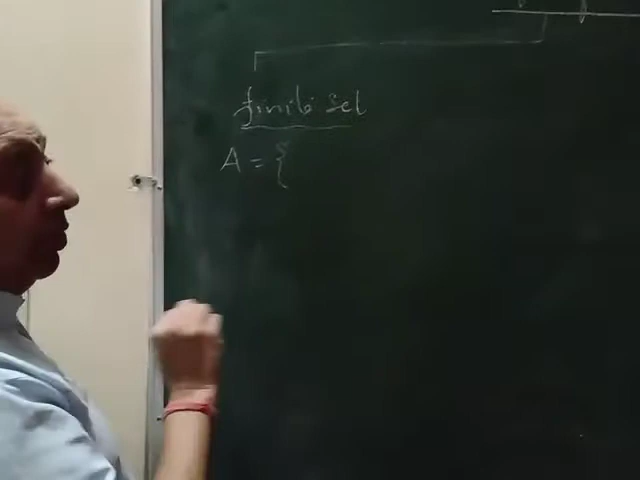 finite set
A = {